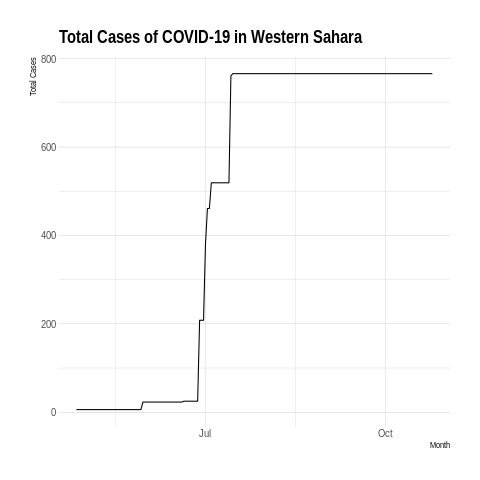 Total Cases of COVID-19 in Western Sahara
Total Cases
800
600
400
200
0
Jul
Oct
Month